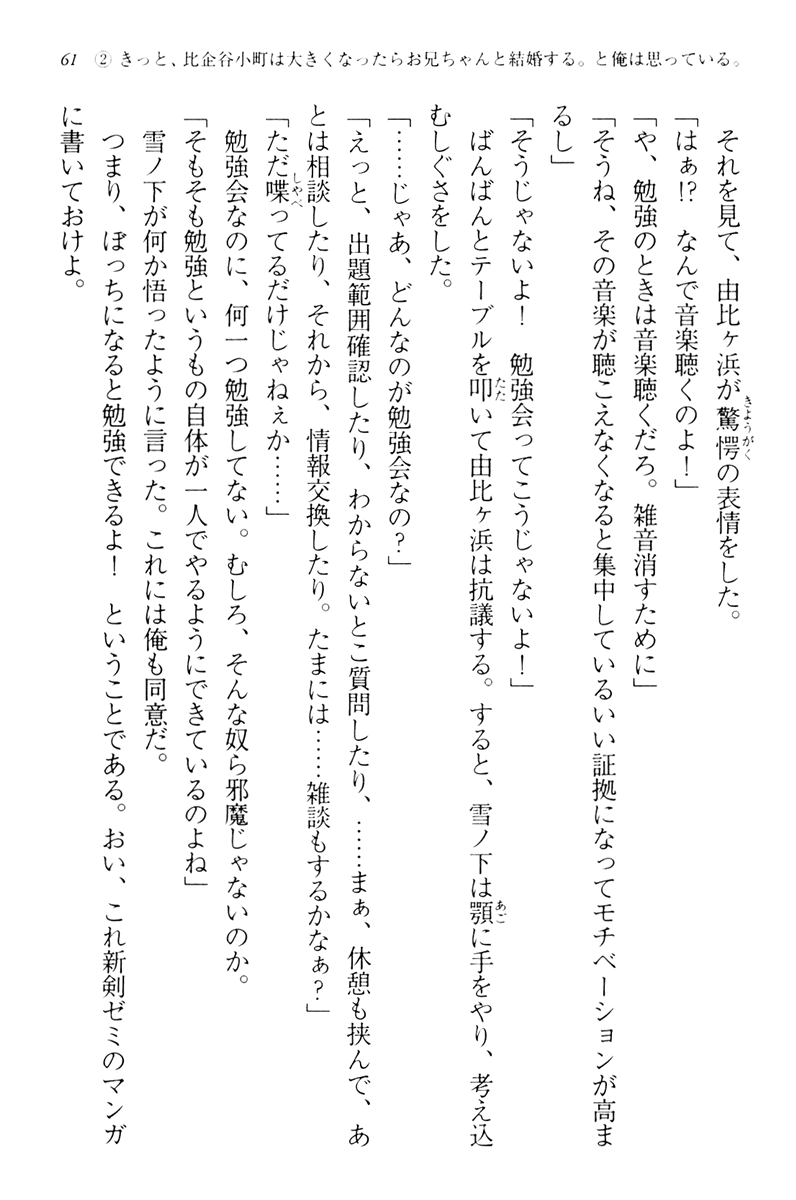 61 ② きっと、比企谷小町は大きくなったらお兄ちゃんと結婚する。と俺は思っている。
それを見て、由比ヶ浜が驚愕の表情をした。
「はぁ!? なんで音楽聴くのよ!」
「や、勉強のときは音楽聴くだろ。雑音消すために」
「そうね、その音楽が聴こえなくなると集中しているいい証拠になってモチベーションが高ま
るし」
「そうじゃないよ! 勉強会ってこうじゃないよ!」
ばんばんとテーブルを叩いて由比ヶ浜は抗議する。すると、雪ノ下は顎に手をやり、考え込
むしぐさをした。
「……じゃあ、どんなのが勉強会なの?」
「えっと、出題範囲確認したり、わからないとこ質問したり、……まぁ、休憩も挟んで、あ
とは相談したり、それから、情報交換したり。たまには……雑談もするかなぁ?」
「ただ喋ってるだけじゃねぇか……」
勉強会なのに、何一つ勉強してない。むしろ、そんな奴ら邪魔じゃないのか。
「そもそも勉強というもの自体が一人でやるようにできているのよね」
雪ノ下が何か悟ったように言った。これには俺も同意だ。
つまり、ぼっちになると勉強できるよ! ということである。おい、これ新剣ゼミのマンガ
に書いておけよ。
きょうがく
たた
あご
しゃべ